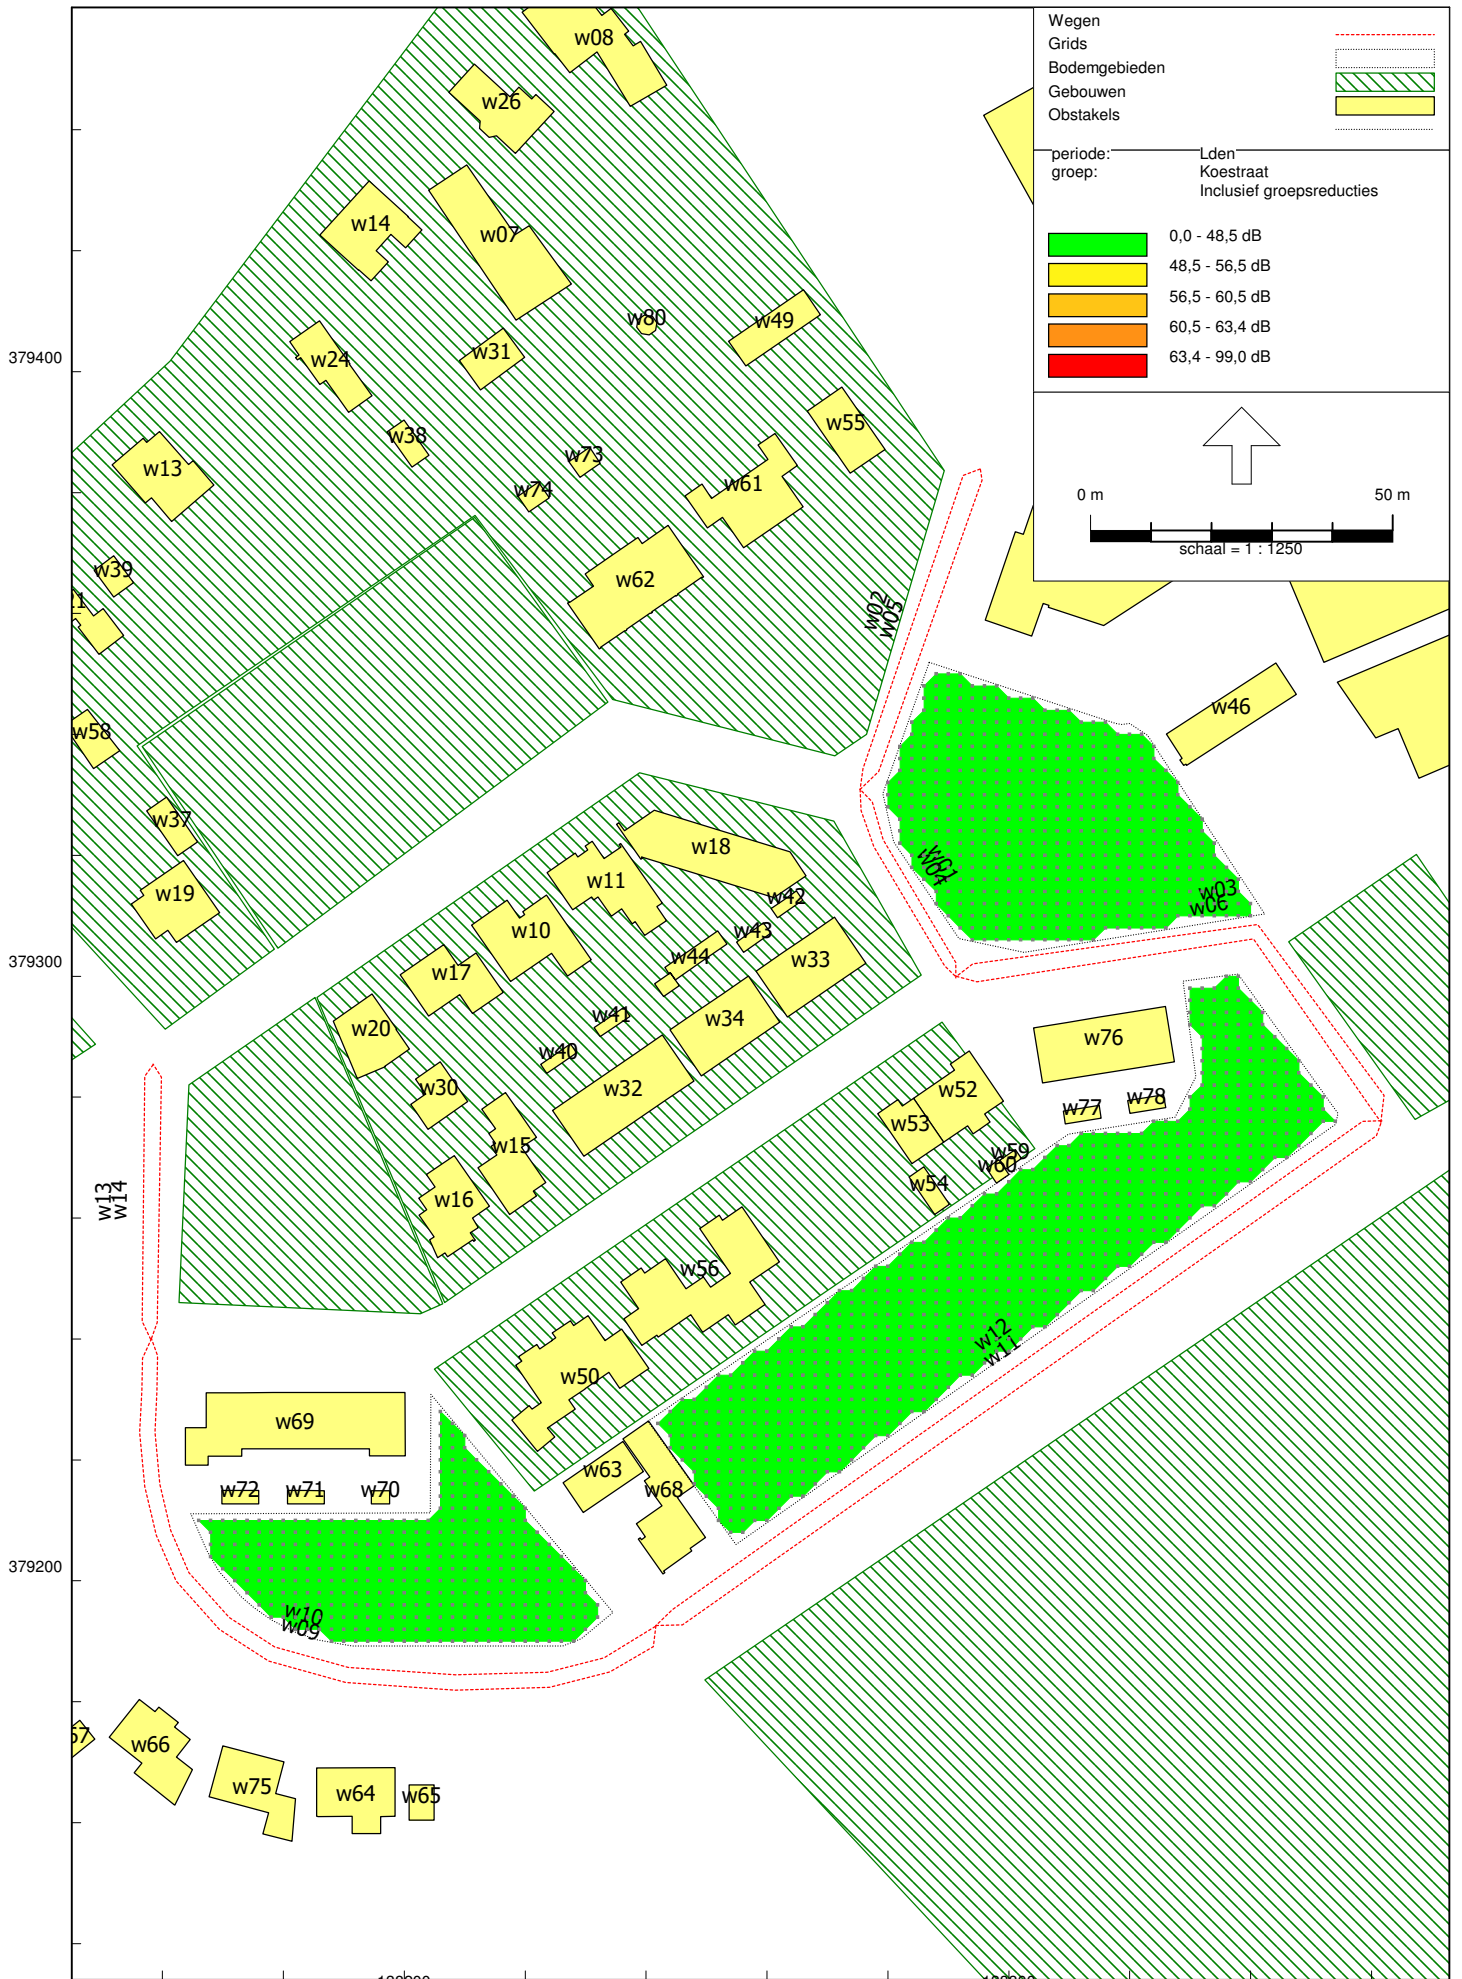 Wegen
Grids
Bodemgebieden
Gebouwen
Obstakels
periode: Lden
groep: Koestraat
Inclusief groepsreducties
0,0 - 48,5 dB
48,5 - 56,5 dB
56,5 - 60,5 dB
60,5 - 63,4 dB
63,4 - 99,0 dB
0 m 50 m
schaal = 1 : 1250
w08
w26
w14
w07
w80
w49
w24
w31
379400
w38
w55
w13
w73
w61
w74
w39
w62
w02
w05
w58
w46
w37
w18
w01
w04
w19
w11
w42
w03
w06
w10
w43
w44
w17
w33
379300
w41
w34
w20
w40
w76
w30
w32
w52
w77
w78
w53
w15
w59
w60
w54
w13
w14
w16
w56
w12
w11
w50
w69
w63
w68
w72
w71
w70
379200
w10
w09
w66
w75
w64
w65